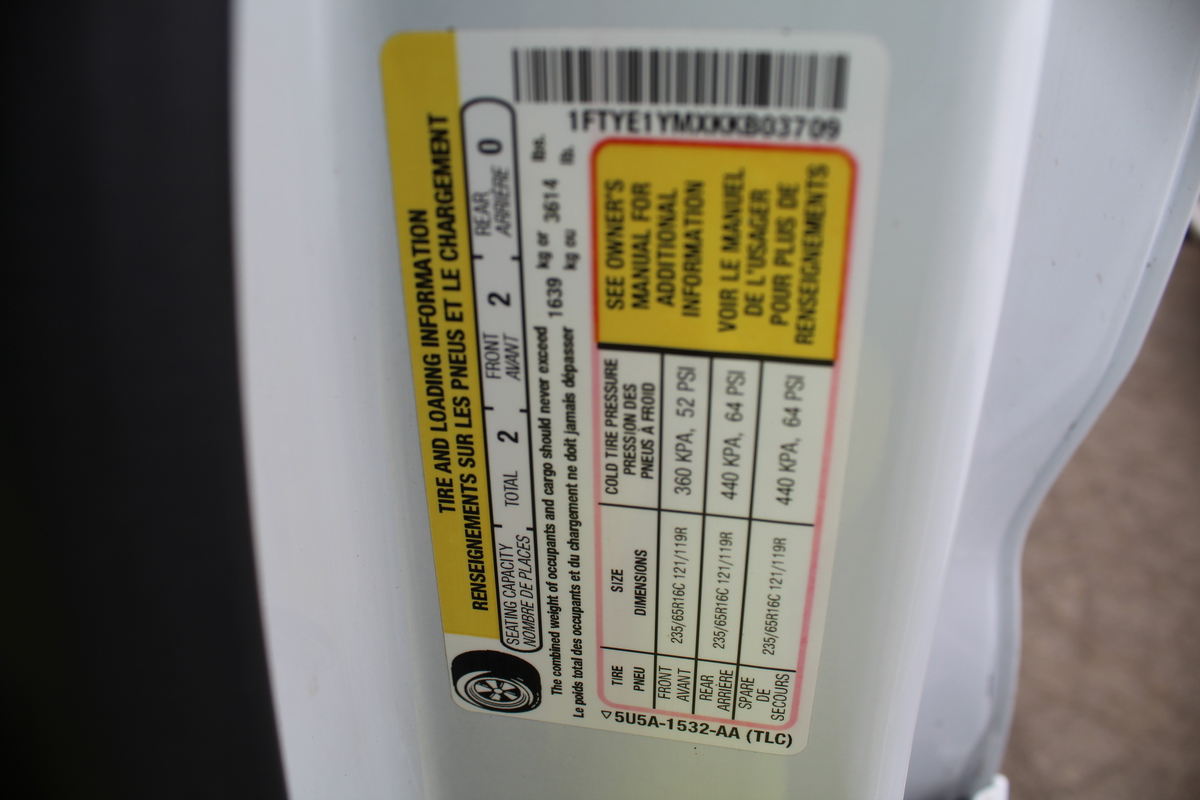 TIRE AND LOADING INFORMATION
RENSEIGNEMENTS SUR LES PNEUS ET LE CHARGEMENT
SEATING CAPACITY TOTAL 2 FRONT 2 REAR 0
NOMBRE DE PLACES AVANT ARRIÈRE
The combined weight of occupants and cargo should never exceed 1639 kg or 3614 lbs.
Le poids total des occupants et du chargement ne doit jamais dépasser kg ou lb.
TIRE SIZE COLD TIRE PRESSURE
PNEU DIMENSIONS PRESSION DES
PNEUS À FROID
FRONT 235/65R16C 121/119R 360 KPA, 52 PSI
AVANT
REAR 235/65R16C 121/119R 440 KPA, 64 PSI
ARRIÈRE
SPARE 235/65R16C 121/119R 440 KPA, 64 PSI
DE
SECOURS
SEE OWNER'S
MANUAL FOR
ADDITIONAL
INFORMATION
VOIR LE MANUEL
DE L'USAGER
POUR PLUS DE
RENSEIGNEMENTS
5U5A-1532-AA (TLC)
1FTYE1YMXKKB03709